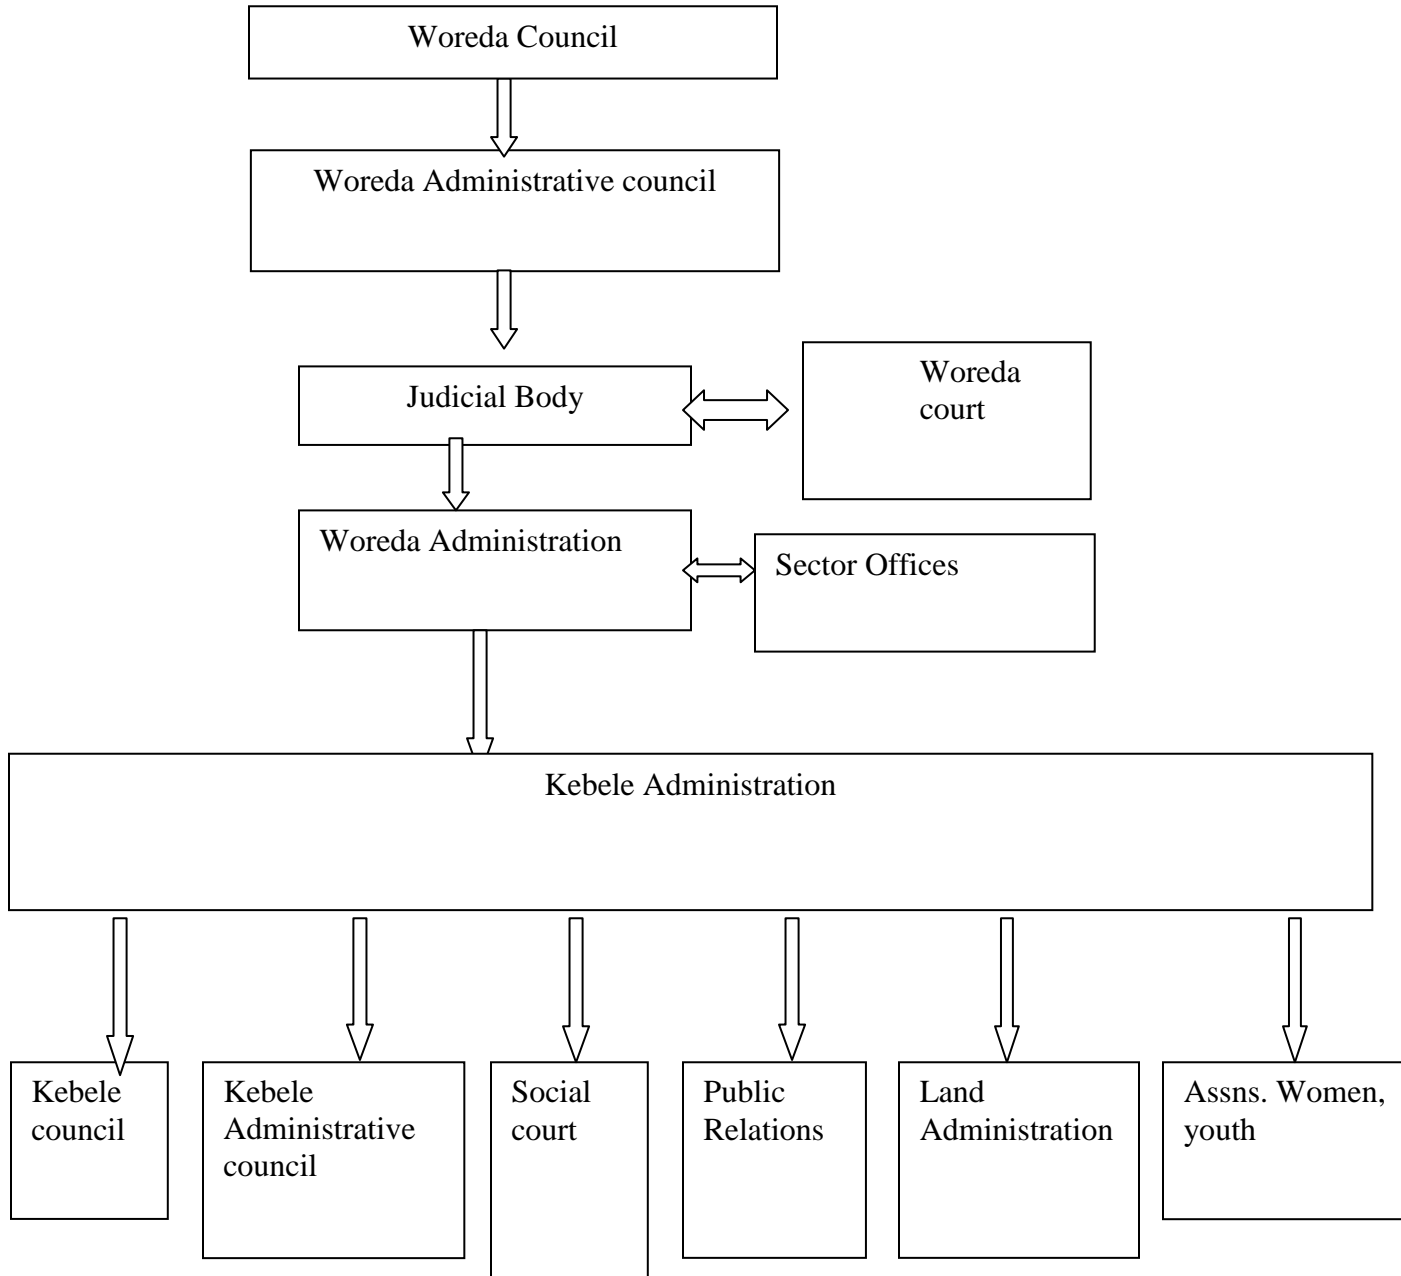 Woreda Council
Woreda Administrative council
Judicial Body
Woreda
court
Woreda Administration
Sector Offices
Kebele Administration
Kebele
council
Kebele
Administrative
council
Social
court
Public
Relations
Land
Administration
Assns. Women,
youth